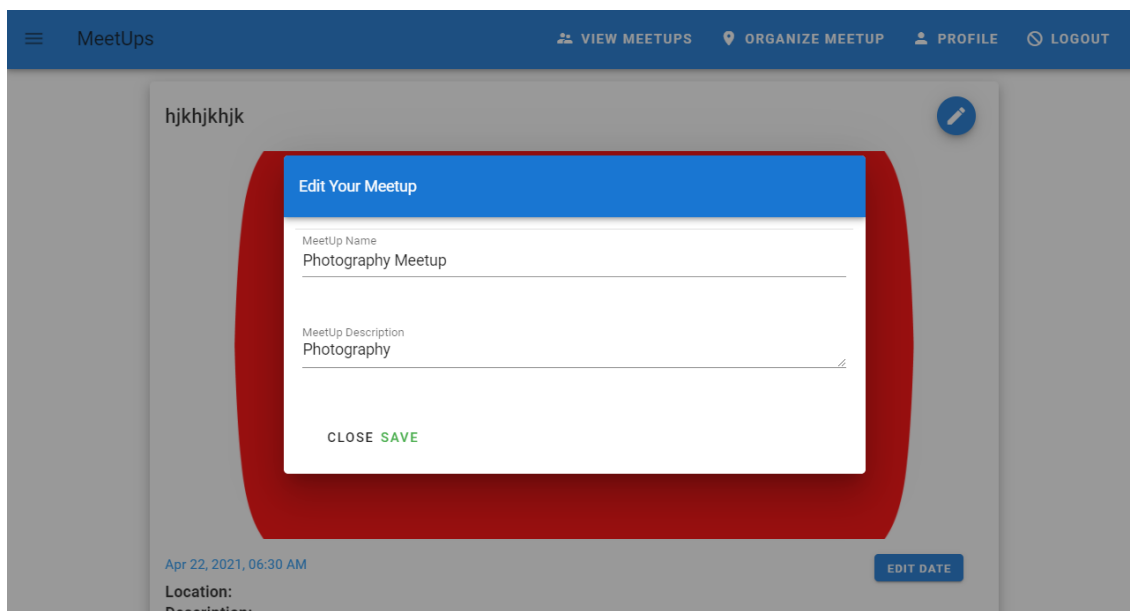 MeetUps VIEW MEETUPS ORGANIZE MEETUP PROFILE LOGOUT
hjkhjkhjk
Edit Your Meetup
MeetUp Name
Photography Meetup
MeetUp Description
Photography
CLOSE SAVE
Apr 22, 2021, 06:30 AM EDIT DATE
Location:
Description: